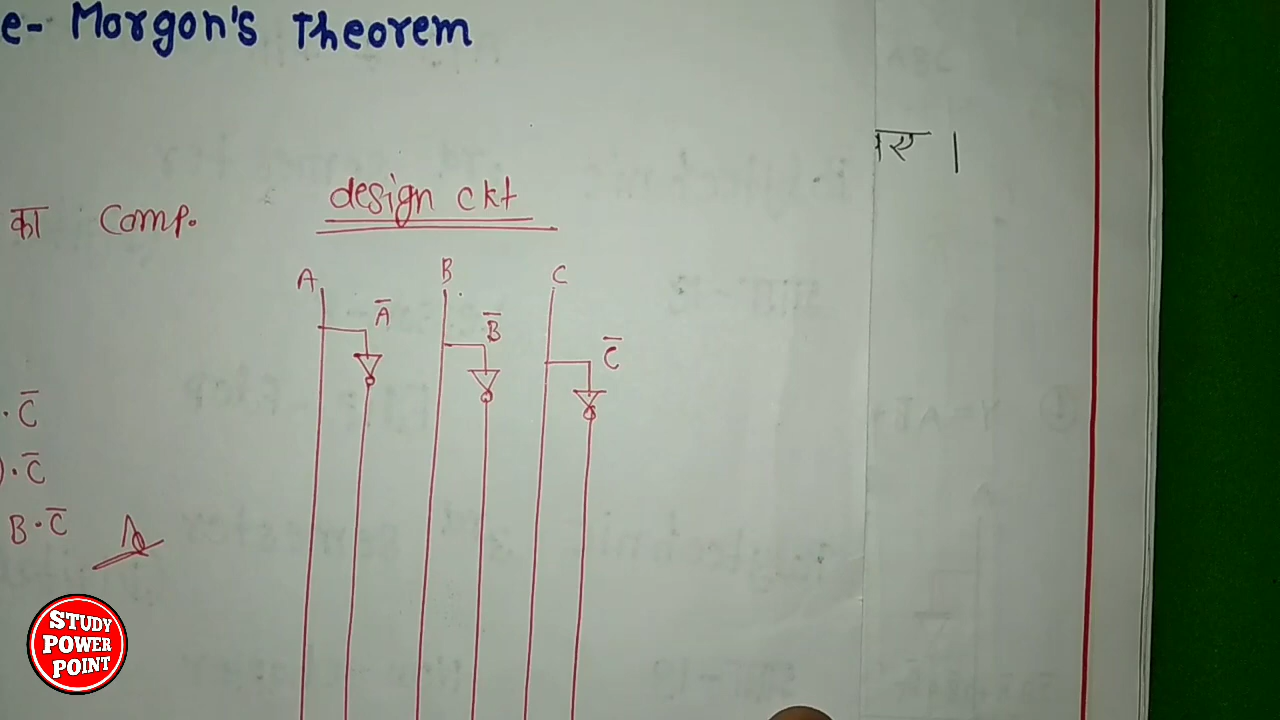 e- Morgon's Theorem
का Comp.
design ckt
A B C
A̅ B̅ C̅
. C̅
).C̅
B.C̅
STUDY
POWER
POINT